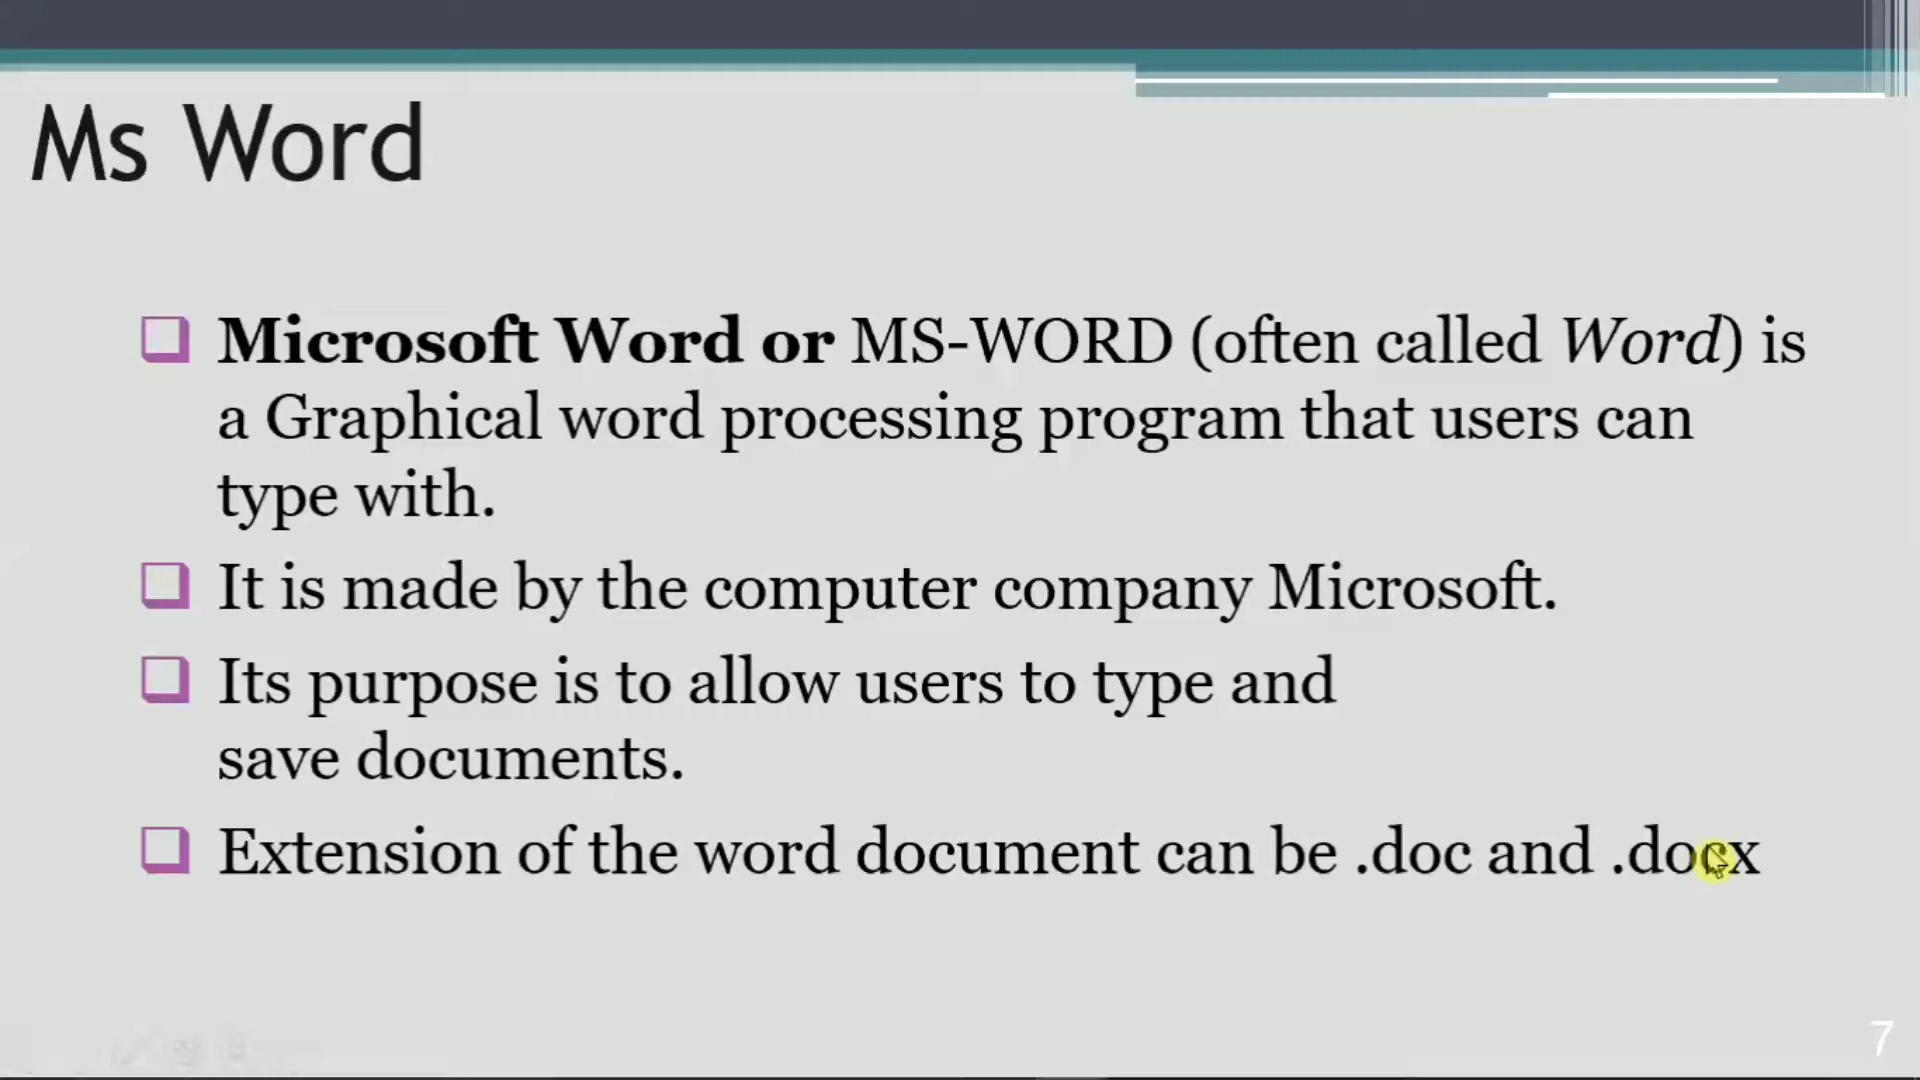 Ms Word
Microsoft Word or MS-WORD (often called Word) is
a Graphical word processing program that users can
type with.
It is made by the computer company Microsoft.
Its purpose is to allow users to type and
save documents.
Extension of the word document can be .doc and .docx
7